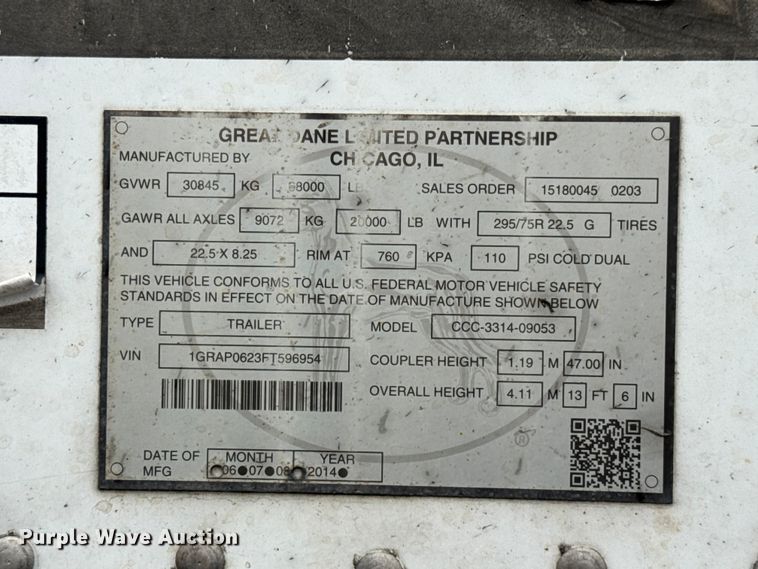 GREAT DANE LIMITED PARTNERSHIP
MANUFACTURED BY CHICAGO, IL
GVWR 30845 KG 68000 LB SALES ORDER 15180045 0203
GAWR ALL AXLES 9072 KG 20000 LB WITH 295/75R 22.5 G TIRES
AND 22.5 X 8.25 RIM AT 760 KPA 110 PSI COLD DUAL
THIS VEHICLE CONFORMS TO ALL U.S. FEDERAL MOTOR VEHICLE SAFETY
STANDARDS IN EFFECT ON THE DATE OF MANUFACTURE SHOWN BELOW
TYPE TRAILER MODEL CCC-3314-09053
VIN 1GRAP0623FT596954 COUPLER HEIGHT 1.19 M 47.00 IN
OVERALL HEIGHT 4.11 M 13 FT 6 IN
®
DATE OF MFG MONTH YEAR
06 07 08 2014
Purple Wave Auction